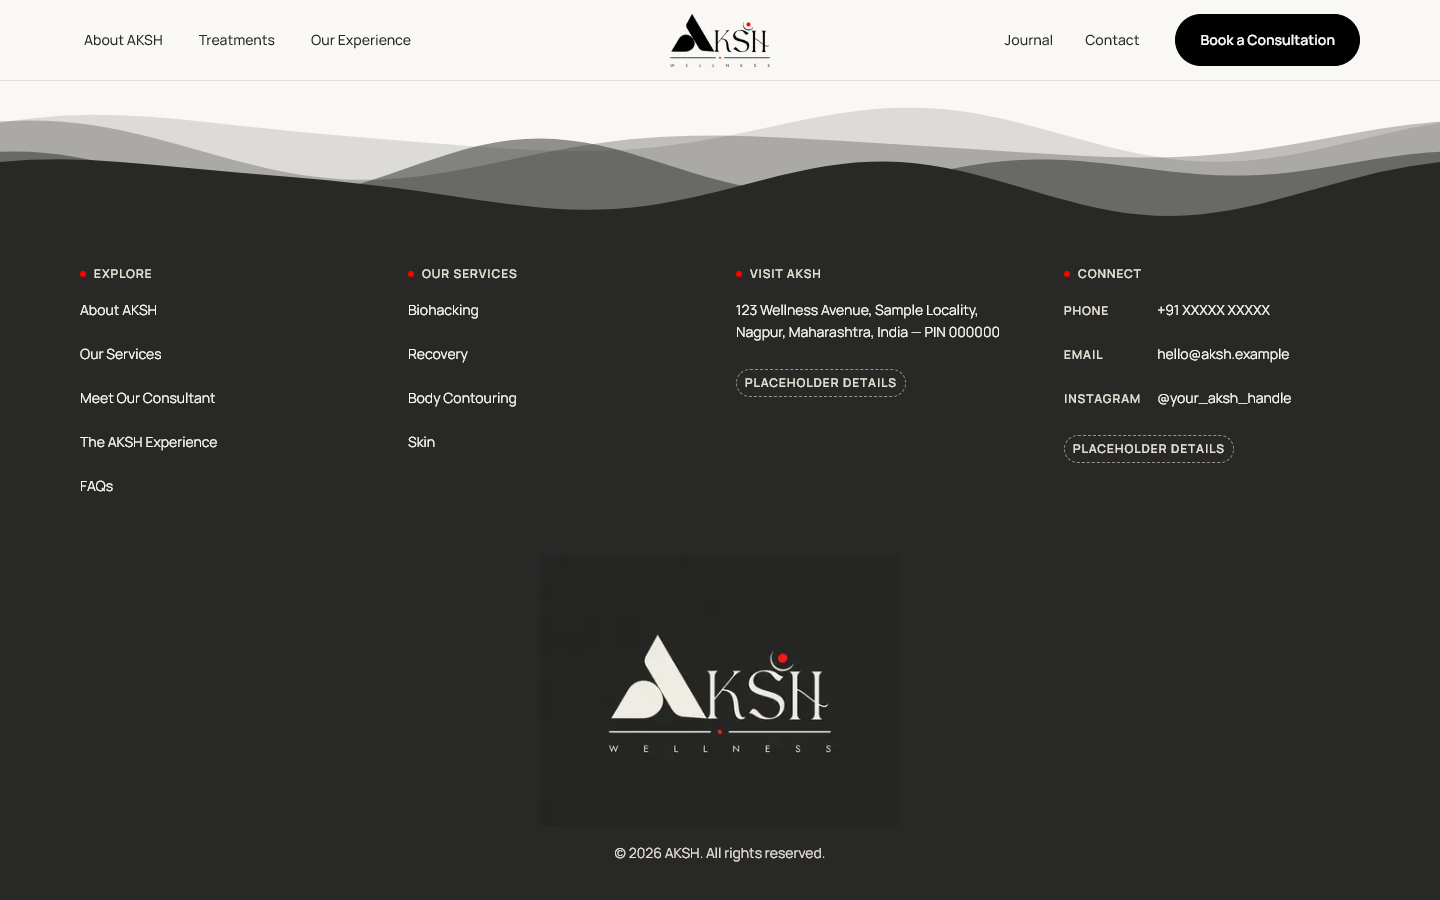 About AKSH
Treatments
Our Experience
AKSH
WELLNESS
Journal
Contact
Book a Consultation
EXPLORE
About AKSH
Our Services
Meet Our Consultant
The AKSH Experience
FAQs
OUR SERVICES
Biohacking
Recovery
Body Contouring
Skin
VISIT AKSH
123 Wellness Avenue, Sample Locality,
Nagpur, Maharashtra, India — PIN 000000
PLACEHOLDER DETAILS
CONNECT
PHONE +91 XXXXX XXXXX
EMAIL hello@aksh.example
INSTAGRAM @your_aksh_handle
PLACEHOLDER DETAILS
AKSH
WELLNESS
© 2026 AKSH. All rights reserved.